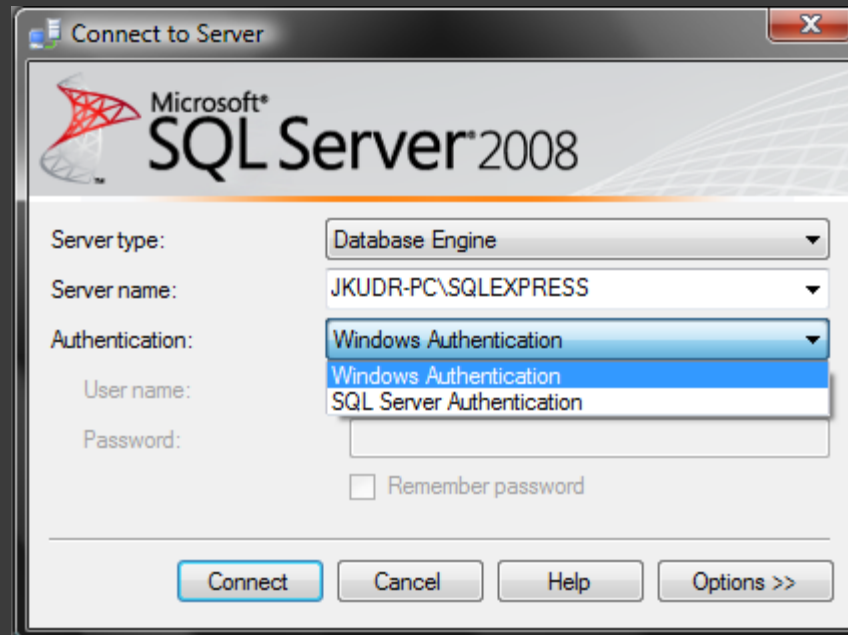 Connect to Server
Microsoft®
SQL Server® 2008
Server type: Database Engine
Server name: JKUDR-PC\SQLEXPRESS
Authentication: Windows Authentication
Windows Authentication
User name:
SQL Server Authentication
Password:
Remember password
Connect Cancel Help Options >>